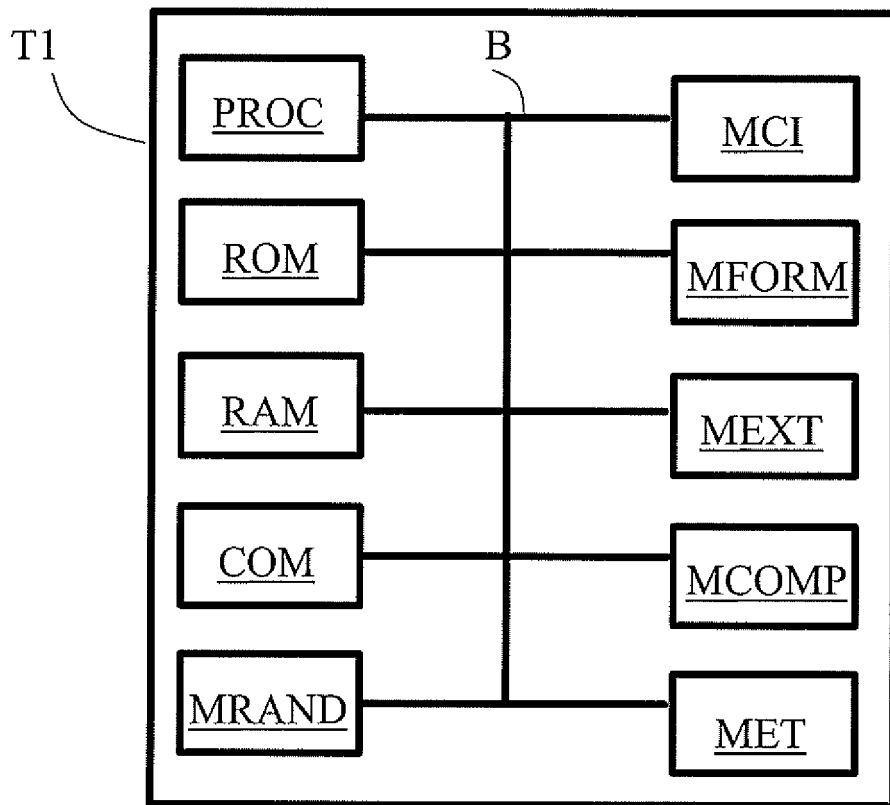 T1
B
PROC
MCI
ROM
MFORM
RAM
MEXT
COM
MCOMP
MRAND
MET